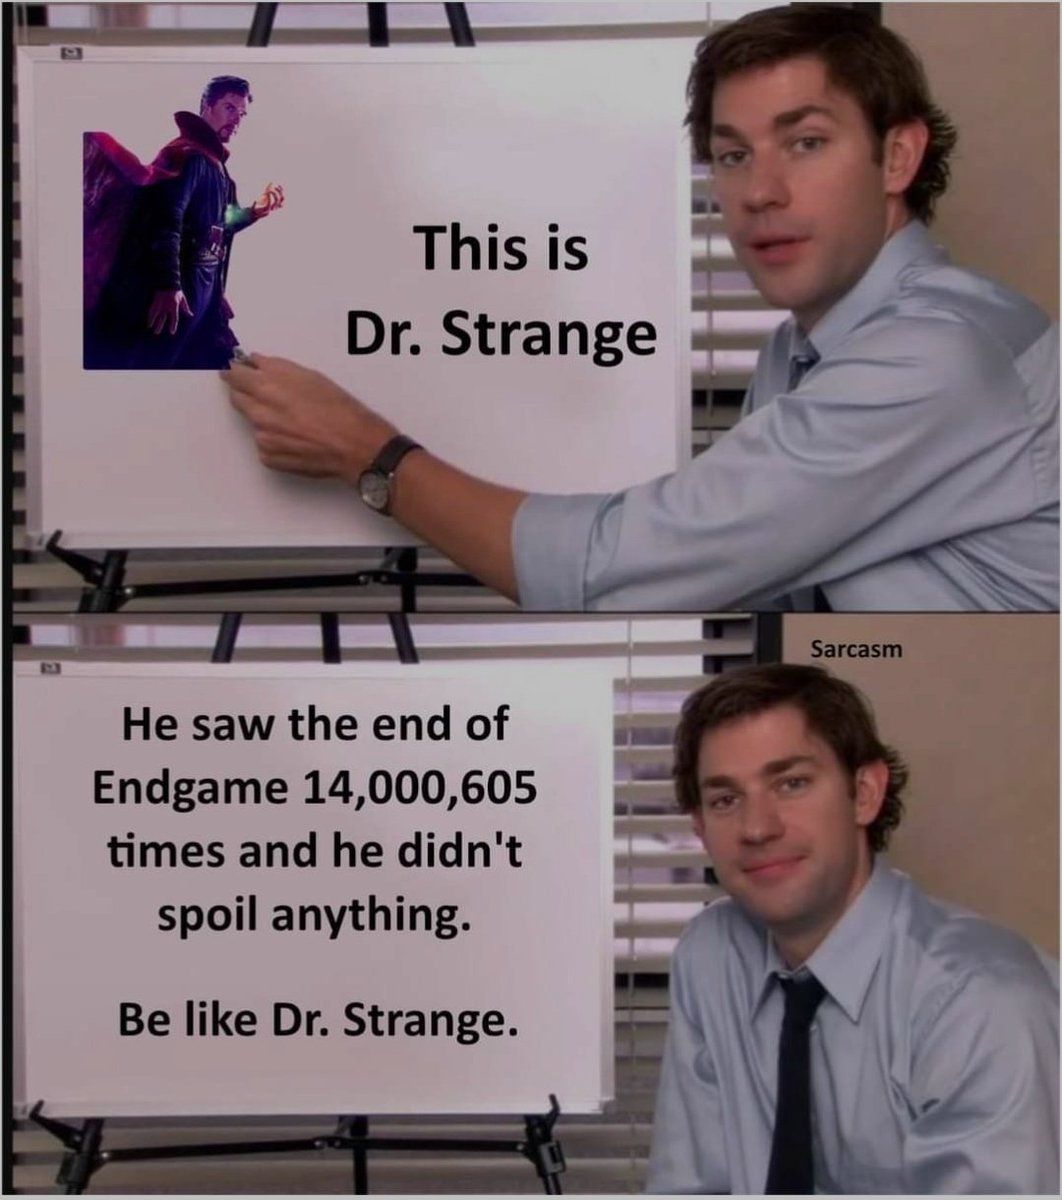 This is
Dr. Strange
Sarcasm
He saw the end of
Endgame 14,000,605
times and he didn't
spoil anything.
Be like Dr. Strange.